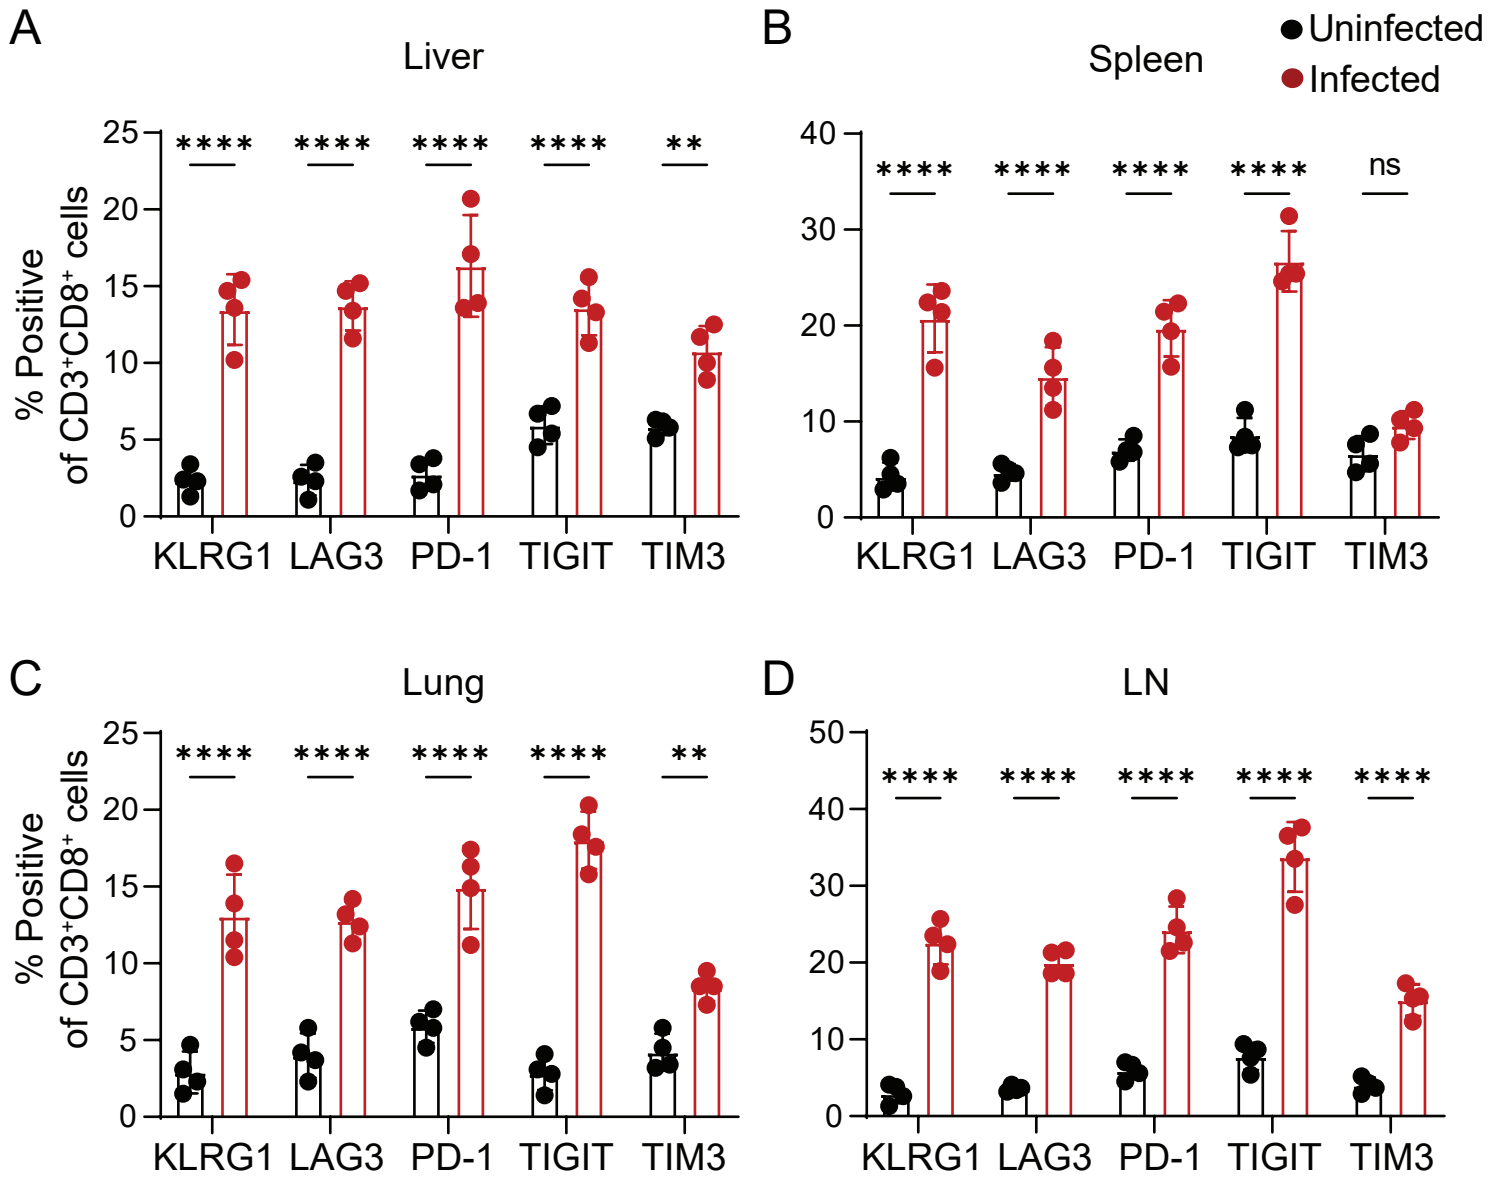 A
Liver
% Positive
of CD3⁺CD8⁺ cells
25
20
15
10
5
0
**** **** **** **** **
KLRG1 LAG3 PD-1 TIGIT TIM3
B
Spleen
Uninfected
Infected
40
30
20
10
0
**** **** **** **** ns
KLRG1 LAG3 PD-1 TIGIT TIM3
C
Lung
% Positive
of CD3⁺CD8⁺ cells
25
20
15
10
5
0
**** **** **** **** **
KLRG1 LAG3 PD-1 TIGIT TIM3
D
LN
50
40
30
20
10
0
**** **** **** **** ****
KLRG1 LAG3 PD-1 TIGIT TIM3